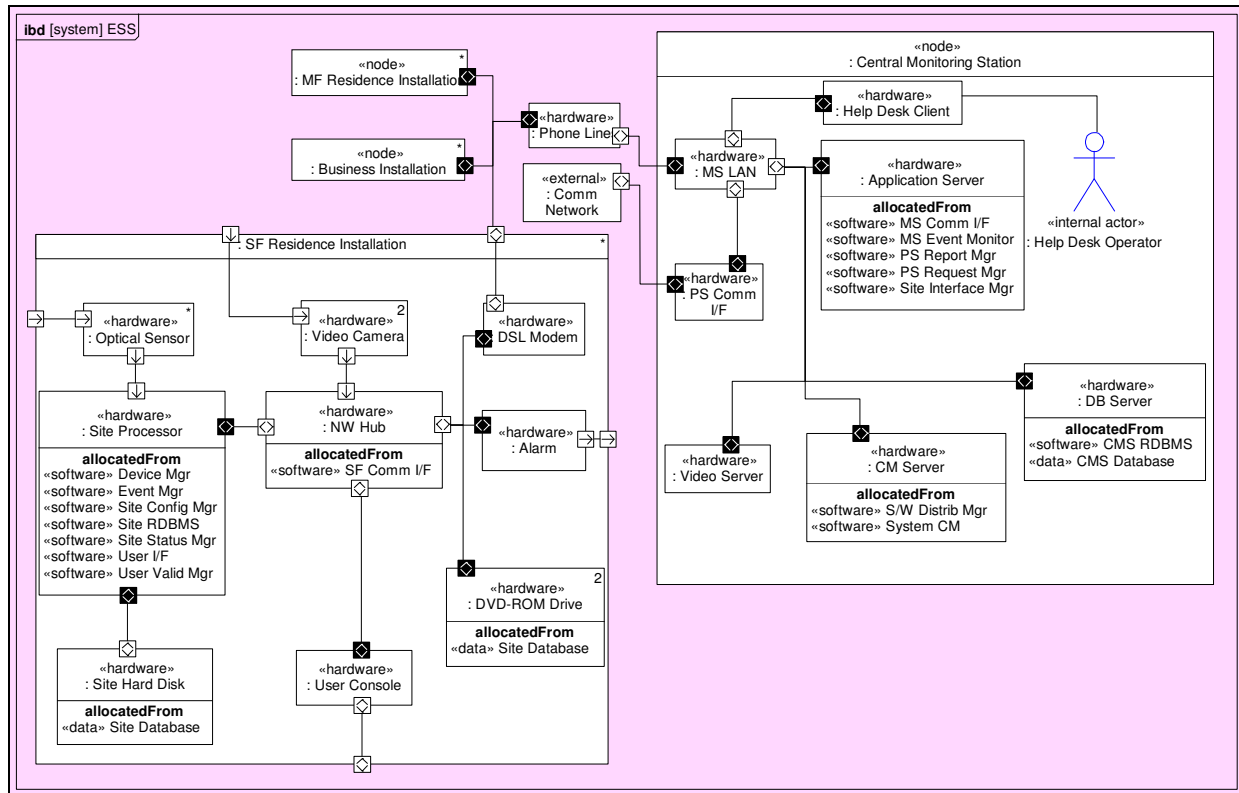 ibd [system] ESS
«node»
*
: MF Residence Installation
«node»
*
: Business Installation
«hardware»
: Phone Line
«external»
: Comm
Network
«node»
: Central Monitoring Station
«hardware»
: Help Desk Client
«hardware»
: MS LAN
«hardware»
: Application Server
allocatedFrom
«software» MS Comm I/F
«software» MS Event Monitor
«software» PS Report Mgr
«software» PS Request Mgr
«software» Site Interface Mgr
«internal actor»
: Help Desk Operator
«hardware»
: PS Comm
I/F
«hardware»
: Video Server
«hardware»
: CM Server
allocatedFrom
«software» S/W Distrib Mgr
«software» System CM
«hardware»
: DB Server
allocatedFrom
«software» CMS RDBMS
«data» CMS Database
: SF Residence Installation
*
*
«hardware»
: Optical Sensor
2
«hardware»
: Video Camera
«hardware»
: DSL Modem
«hardware»
: Site Processor
allocatedFrom
«software» Device Mgr
«software» Event Mgr
«software» Site Config Mgr
«software» Site RDBMS
«software» Site Status Mgr
«software» User I/F
«software» User Valid Mgr
«hardware»
: NW Hub
allocatedFrom
«software» SF Comm I/F
«hardware»
: Alarm
2
«hardware»
: DVD-ROM Drive
allocatedFrom
«data» Site Database
«hardware»
: Site Hard Disk
allocatedFrom
«data» Site Database
«hardware»
: User Console